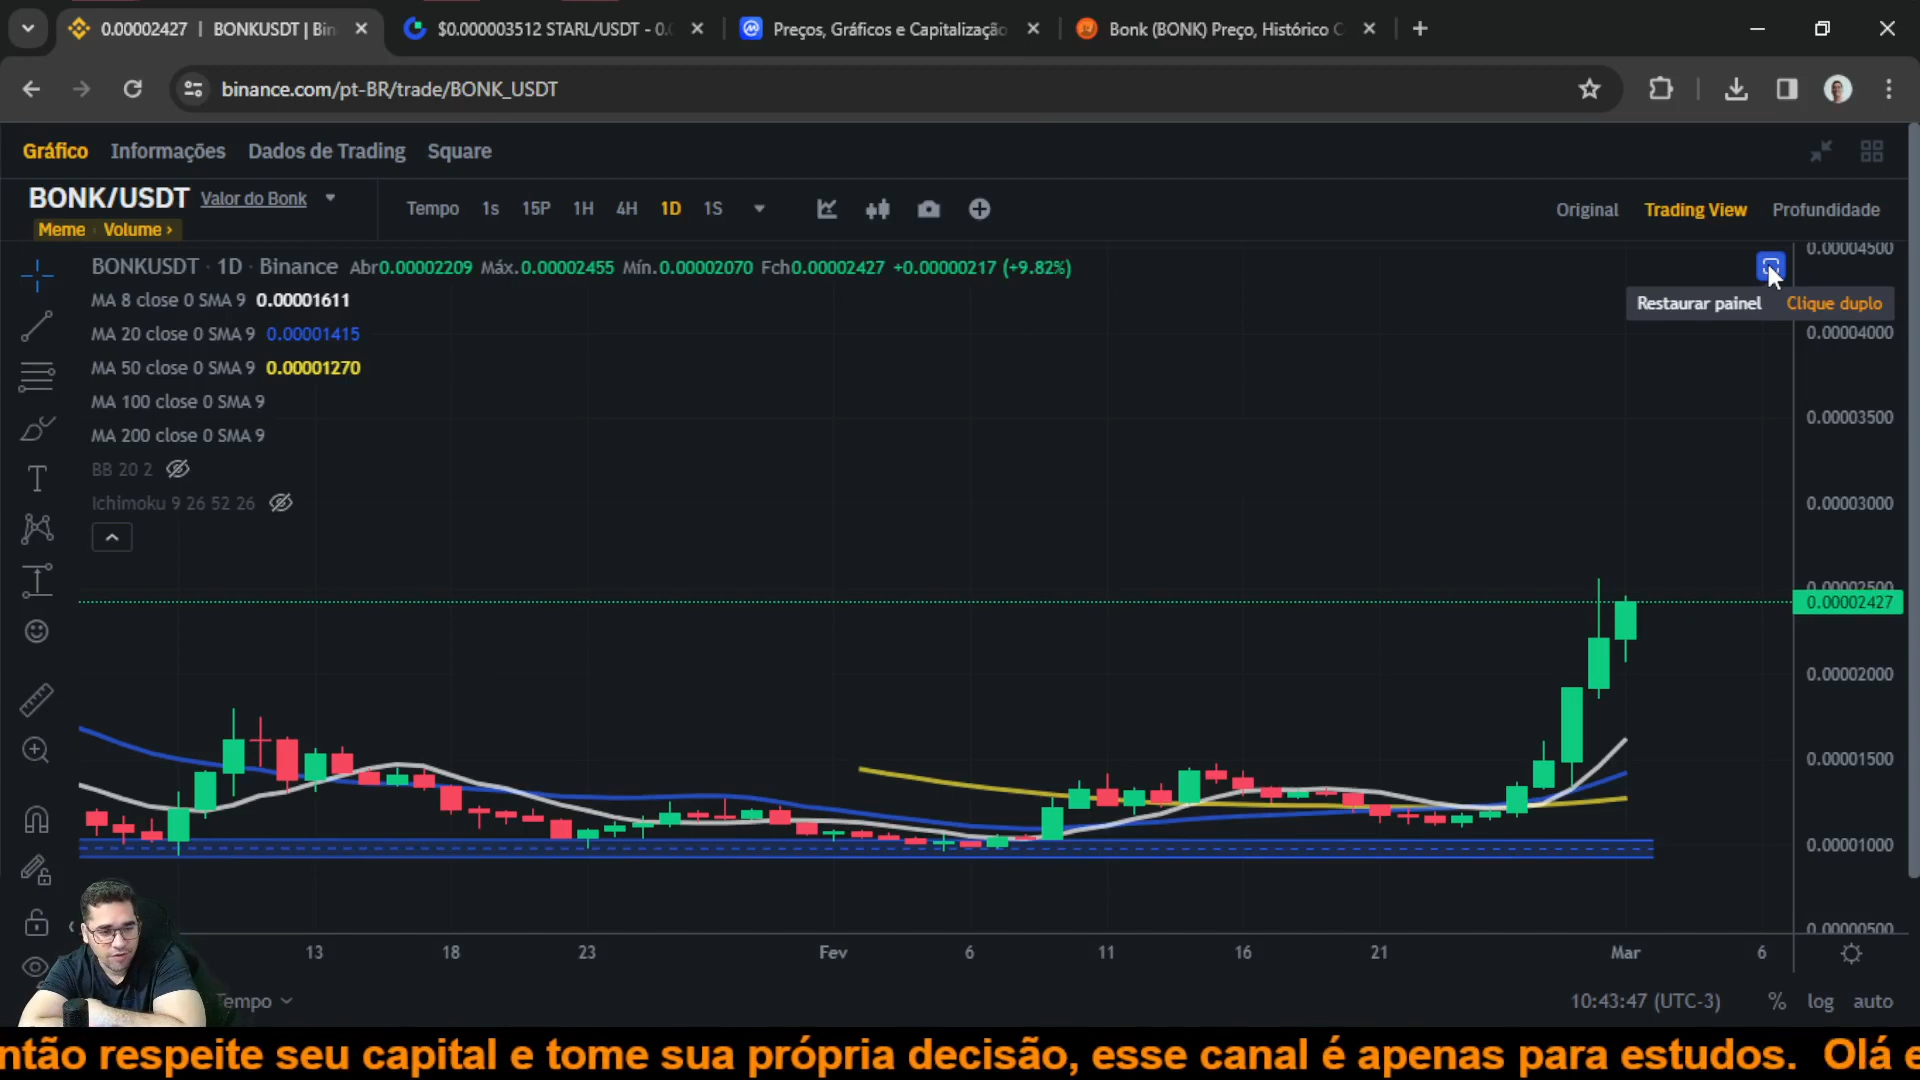 0.00002427 | BONKUSDT | Bin
$0.000003512 STARL/USDT - 0.0
Preços, Gráficos e Capitalização
Bonk (BONK) Preço, Histórico C
binance.com/pt-BR/trade/BONK_USDT
Gráfico Informações Dados de Trading Square
BONK/USDT Valor do Bonk
Meme Volume ›
Tempo 1s 15P 1H 4H 1D 1S
Original Trading View Profundidade
BONKUSDT · 1D · Binance Abr0.00002209 Máx.0.00002455 Mín.0.00002070 Fch0.00002427 +0.00000217 (+9.82%)
MA 8 close 0 SMA 9 0.00001611
MA 20 close 0 SMA 9 0.00001415
MA 50 close 0 SMA 9 0.00001270
MA 100 close 0 SMA 9
MA 200 close 0 SMA 9
BB 20 2
Ichimoku 9 26 52 26
Restaurar painel Clique duplo
0.00004500
0.00004000
0.00003500
0.00003000
0.00002500
0.00002427
0.00002000
0.00001500
0.00001000
0.00000500
13 18 23 Fev 6 11 16 21 Mar 6
Tempo
10:43:47 (UTC-3) % log auto
ntão respeite seu capital e tome sua própria decisão, esse canal é apenas para estudos. Olá e